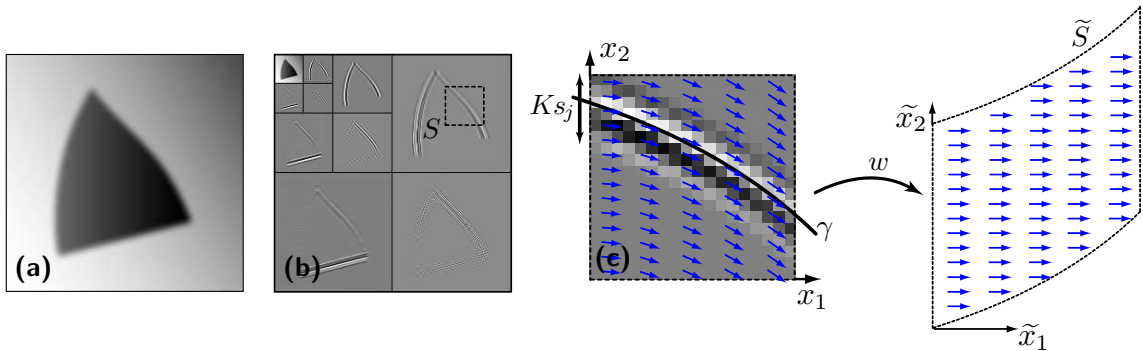 (a)
(b)
S
x₂
Ksⱼ
γ
(c)
x₁
w
x̃₂
S̃
x̃₁